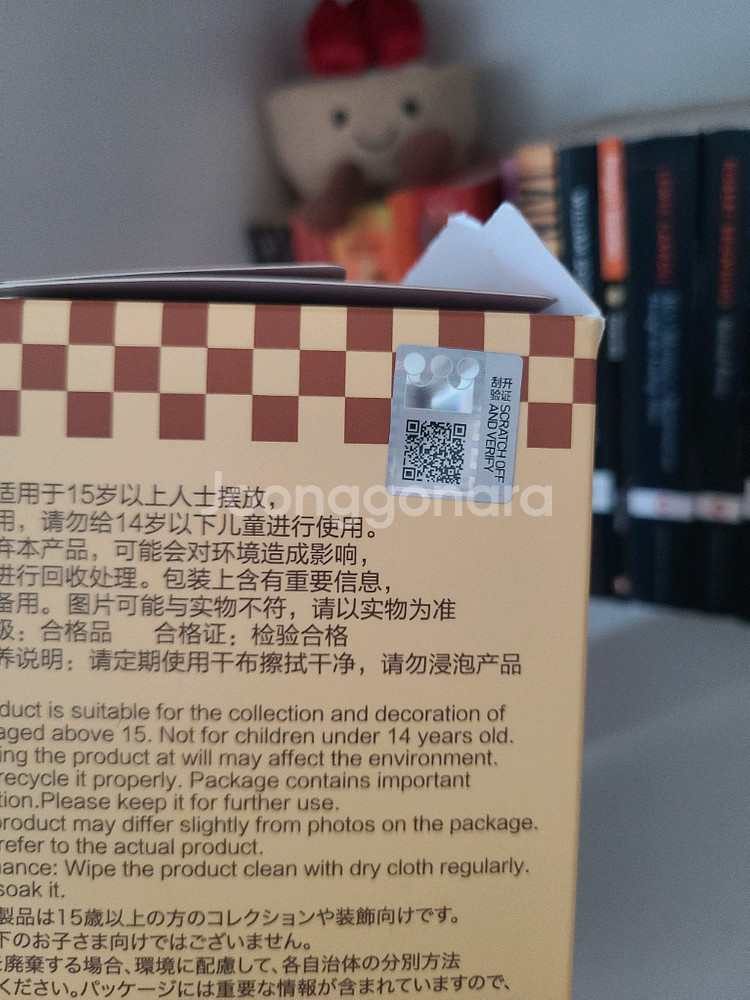 刮开
验证
SCRATCH OFF
AND VERIFY
Joonggonara
适用于15岁以上人士摆放，
用，请勿给14岁以下儿童进行使用。
弃本产品，可能会对环境造成影响，
进行回收处理。包装上含有重要信息，
备用。图片可能与实物不符，请以实物为准
级：合格品 合格证：检验合格
养说明：请定期使用干布擦拭干净，请勿浸泡产品
duct is suitable for the collection and decoration of
aged above 15. Not for children under 14 years old.
ing the product at will may affect the environment.
recycle it properly. Package contains important
tion.Please keep it for further use.
product may differ slightly from photos on the package.
refer to the actual product.
nance: Wipe the product clean with dry cloth regularly.
soak it.
製品は15歳以上の方のコレクションや装飾向けです。
下のお子さま向けではございません。
を廃棄する場合、環境に配慮して、各自治体の分別方法
ください。パッケージには重要な情報が含まれていますので、